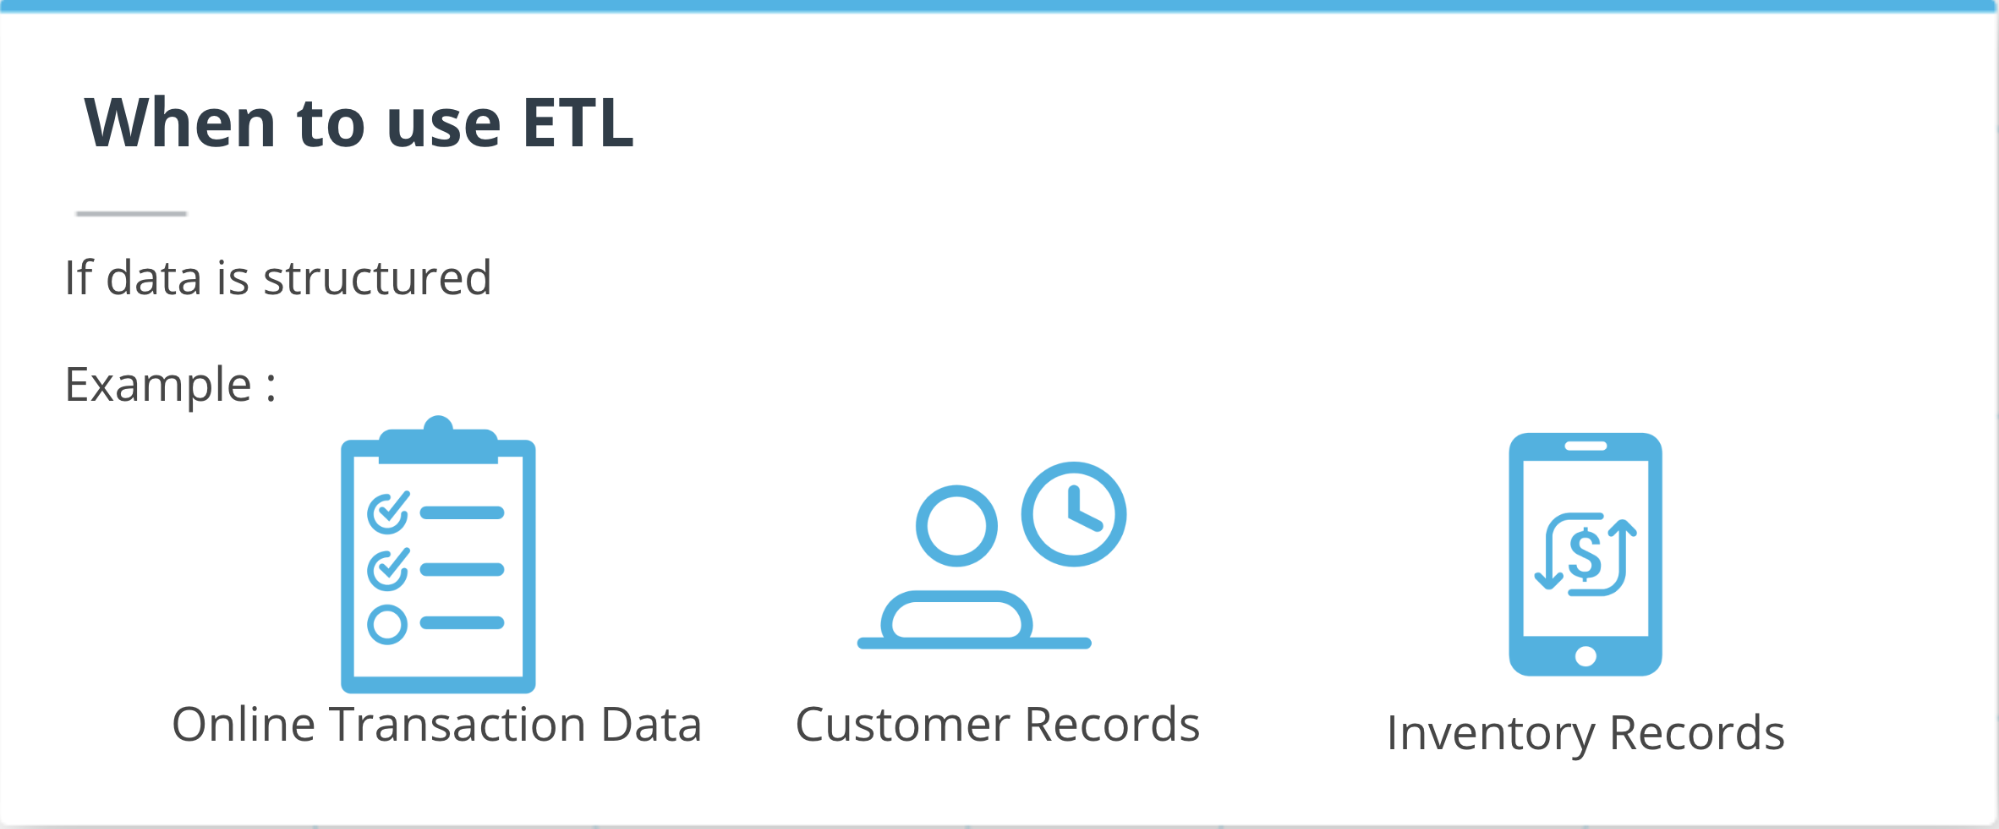 When to use ETL
If data is structured
Example :
$
Online Transaction Data
Customer Records
Inventory Records